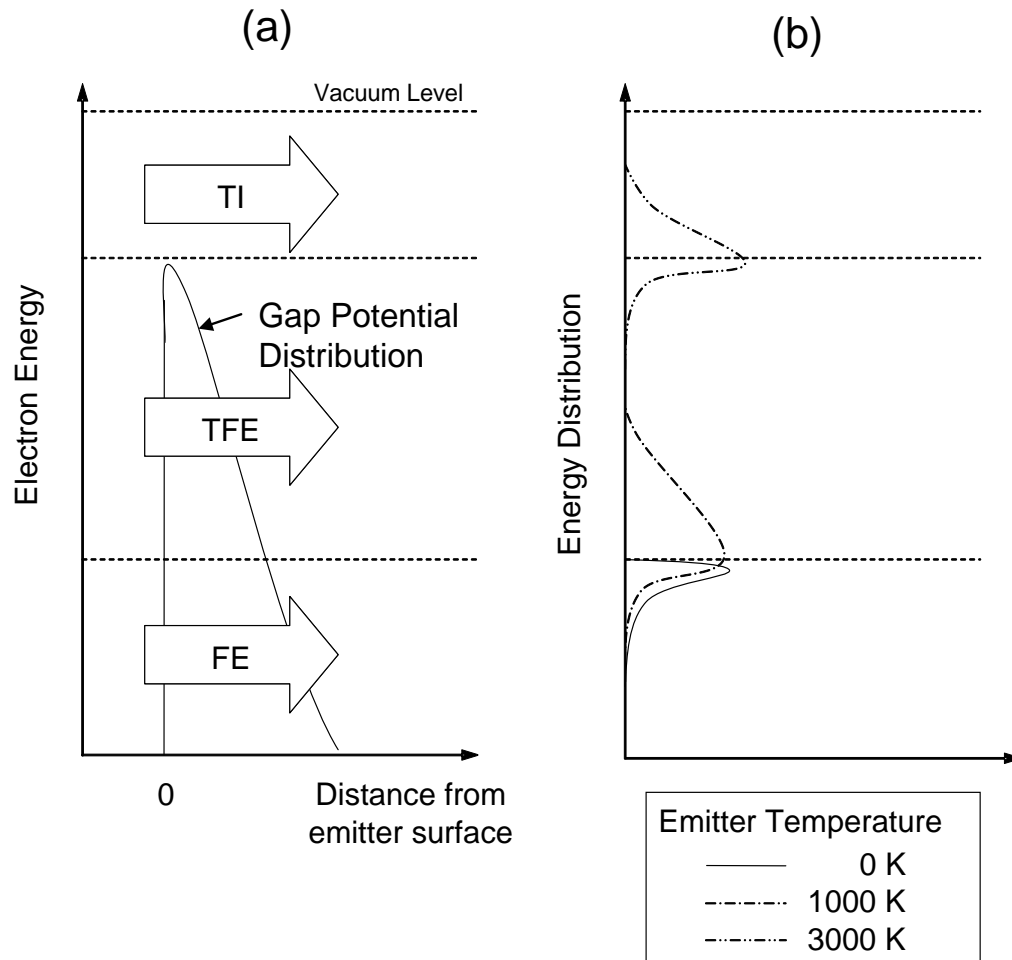 (a)
Vacuum Level
TI
Gap Potential
Distribution
TFE
FE
Electron Energy
0
Distance from
emitter surface
(b)
Energy Distribution
Emitter Temperature
0 K
1000 K
3000 K